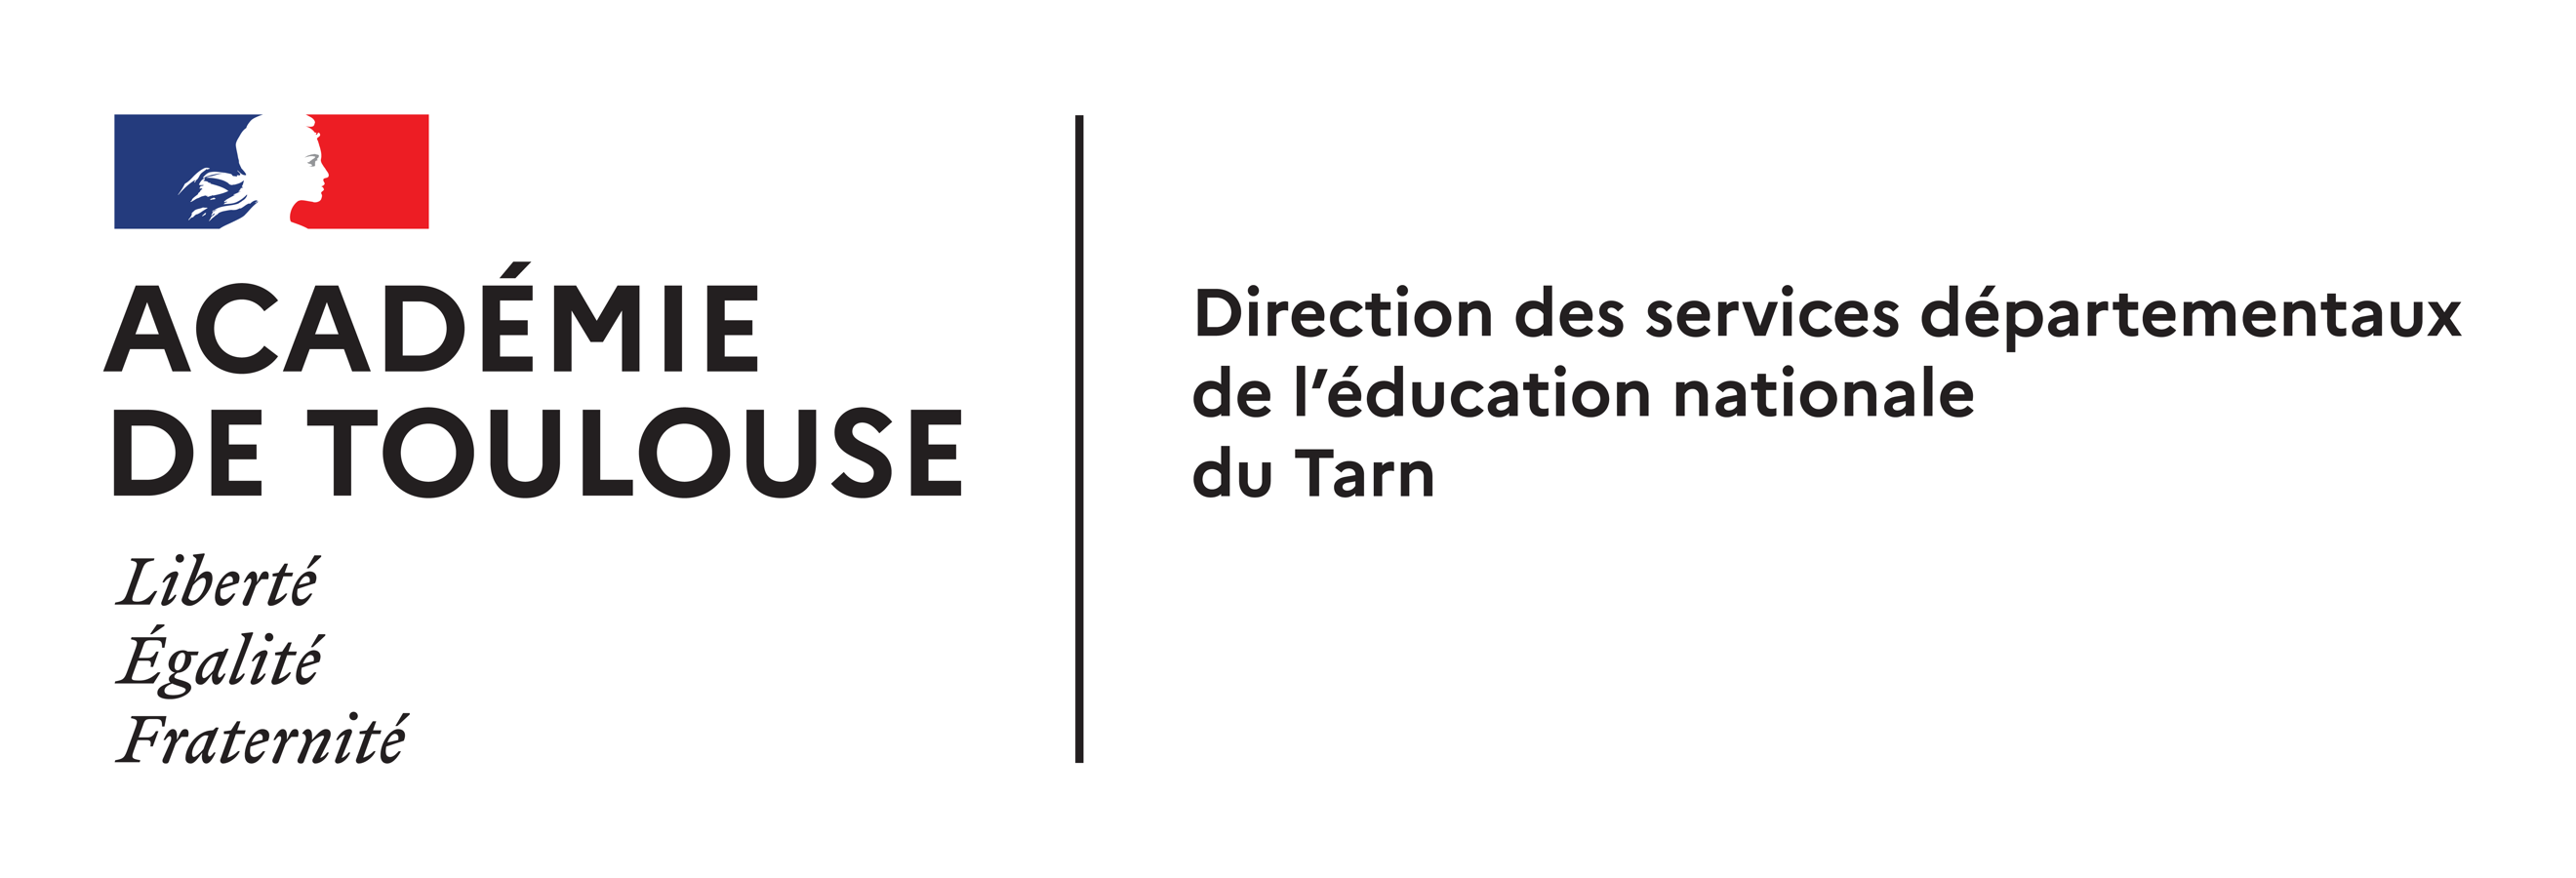 ACADÉMIE
DE TOULOUSE
Liberté
Égalité
Fraternité
Direction des services départementaux
de l’éducation nationale
du Tarn